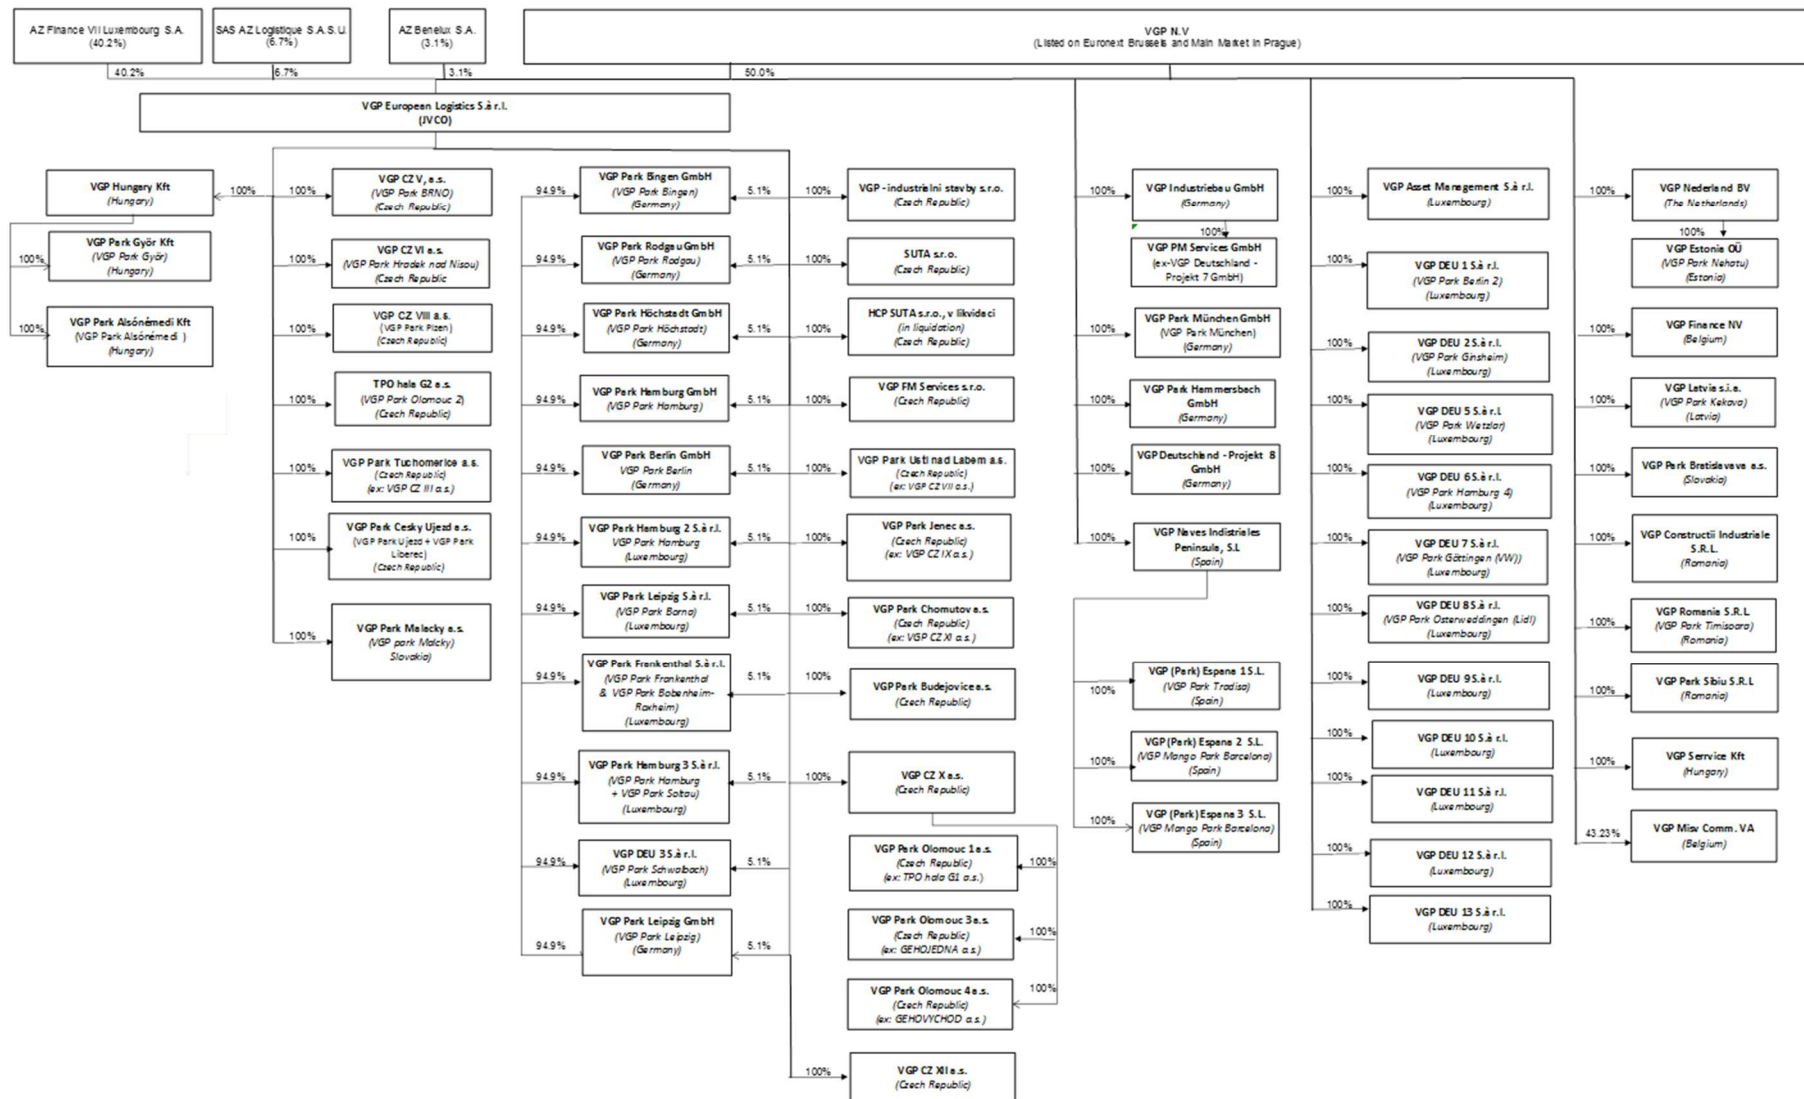 AZ Finance VII Luxembourg S.A.
(40.2%)
SAS AZ Logistique S.A.S.U.
(6.7%)
AZ Benelux S.A.
(3.1%)
VGP N.V
(Listed on Euronext Brussels and Main Market in Prague)
40.2%
6.7%
3.1%
50.0%
VGP European Logistics S.à r.l.
(JVCO)
VGP Hungary Kft
(Hungary)
100%
100%
VGP Park Györ Kft
(VGP Park Györ)
(Hungary)
100%
VGP Park Alsónémedi Kft
(VGP Park Alsónémedi )
(Hungary)
100%
VGP CZ V, a.s.
(VGP Park BRNO)
(Czech Republic)
100%
VGP CZ VI a.s.
(VGP Park Hradek nad Nisou)
(Czech Republic
100%
VGP CZ VIII a.s.
(VGP Park Plzen)
(Czech Republic)
100%
TPO hala G2 a.s.
(VGP Park Olomouc 2)
(Czech Republic)
100%
VGP Park Tuchomerice a.s.
(Czech Republic)
(ex: VGP CZ III a.s.)
100%
VGP Park Cesky Ujezd a.s.
(VGP Park Ujezd + VGP Park
Liberec)
(Czech Republic)
100%
VGP Park Malacky a.s.
(VGP park Malcky)
Slovakia)
94.9%
VGP Park Bingen GmbH
(VGP Park Bingen)
(Germany)
5.1%
94.9%
VGP Park Rodgau GmbH
(VGP Park Rodgau)
(Germany)
5.1%
94.9%
VGP Park Höchstadt GmbH
(VGP Park Höchstadt)
(Germany)
5.1%
94.9%
VGP Park Hamburg GmbH
(VGP Park Hamburg)
5.1%
94.9%
VGP Park Berlin GmbH
VGP Park Berlin
(Germany)
5.1%
94.9%
VGP Park Hamburg 2 S.à r.l.
VGP Park Hamburg
(Luxembourg)
5.1%
94.9%
VGP Park Leipzig S.à r.l.
(VGP Park Borna)
(Luxembourg)
5.1%
94.9%
VGP Park Frankenthal S.à r.l.
(VGP Park Frankenthal
& VGP Park Bobenheim-
Roxheim)
(Luxembourg)
5.1%
94.9%
VGP Park Hamburg 3 S.à r.l.
(VGP Park Hamburg
+ VGP Park Soltau)
(Luxembourg)
5.1%
94.9%
VGP DEU 3 S.à r.l.
(VGP Park Schwalbach)
(Luxembourg)
5.1%
94.9%
VGP Park Leipzig GmbH
(VGP Park Leipzig)
(Germany)
5.1%
100%
VGP - industrialni stavby s.r.o.
(Czech Republic)
100%
SUTA s.r.o.
(Czech Republic)
100%
HCP SUTA s.r.o., v likvidaci
(in liquidation)
(Czech Republic)
100%
VGP FM Services s.r.o.
(Czech Republic)
100%
VGP Park Usti nad Labem a.s.
(Czech Republic)
(ex: VGP CZ VII a.s.)
100%
VGP Park Jenec a.s.
(Czech Republic)
(ex: VGP CZ IX a.s.)
100%
VGP Park Chomutov a.s.
(Czech Republic)
(ex: VGP CZ XI a.s.)
100%
VGP Park Budejovice a.s.
(Czech Republic)
100%
VGP CZ X a.s.
(Czech Republic)
VGP Park Olomouc 1 a.s.
(Czech Republic)
(ex: TPO hala G1 a.s.)
100%
VGP Park Olomouc 3 a.s.
(Czech Republic)
(ex: GEHOJEDNA a.s.)
100%
VGP Park Olomouc 4 a.s.
(Czech Republic)
(ex: GEHOVYCHOD a.s.)
100%
100%
VGP CZ XII a.s.
(Czech Republic)
100%
VGP Industriebau GmbH
(Germany)
100%
VGP PM Services GmbH
(ex-VGP Deutschland -
Projekt 7 GmbH)
100%
VGP Park München GmbH
(VGP Park München)
(Germany)
100%
VGP Park Hammersbach
GmbH
(Germany)
100%
VGP Deutschland - Projekt 8
GmbH
(Germany)
100%
VGP Naves Indistriales
Peninsula, S.L
(Spain)
100%
VGP (Park) Espana 1 S.L.
(VGP Park Tradisa)
(Spain)
100%
VGP (Park) Espana 2 S.L.
(VGP Mango Park Barcelona)
(Spain)
100%
VGP (Park) Espana 3 S.L.
(VGP Mango Park Barcelona)
(Spain)
100%
VGP Asset Management S.à r.l.
(Luxembourg)
100%
VGP DEU 1 S.à r.l.
(VGP Park Berlin 2)
(Luxembourg)
100%
VGP DEU 2 S.à r.l.
(VGP Park Ginsheim)
(Luxembourg)
100%
VGP DEU 5 S.à r.l.
(VGP Park Wetzlar)
(Luxembourg)
100%
VGP DEU 6 S.à r.l.
(VGP Park Hamburg 4)
(Luxembourg)
100%
VGP DEU 7 S.à r.l.
(VGP Park Göttingen (VW))
(Luxembourg)
100%
VGP DEU 8 S.à r.l.
(VGP Park Osterweddingen (Lidl)
(Luxembourg)
100%
VGP DEU 9 S.à r.l.
(Luxembourg)
100%
VGP DEU 10 S.à r.l.
(Luxembourg)
100%
VGP DEU 11 S.à r.l.
(Luxembourg)
100%
VGP DEU 12 S.à r.l.
(Luxembourg)
100%
VGP DEU 13 S.à r.l.
(Luxembourg)
100%
VGP Nederland BV
(The Netherlands)
100%
VGP Estonia OÜ
(VGP Park Nehatu)
(Estonia)
100%
VGP Finance NV
(Belgium)
100%
VGP Latvia s.i.a.
(VGP Park Kekava)
(Latvia)
100%
VGP Park Bratislavava a.s.
(Slovakia)
100%
VGP Constructii Industriale
S.R.L.
(Romania)
100%
VGP Romania S.R.L
(VGP Park Timisoara)
(Romania)
100%
VGP Park Sibiu S.R.L
(Romania)
100%
VGP Serrvice Kft
(Hungary)
43.23%
VGP Misv Comm. VA
(Belgium)